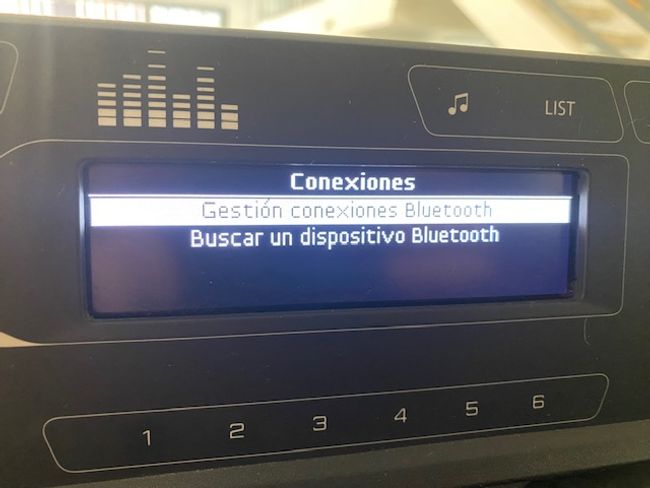 LIST
Conexiones
Gestión conexiones Bluetooth
Buscar un dispositivo Bluetooth
1 2 3 4 5 6